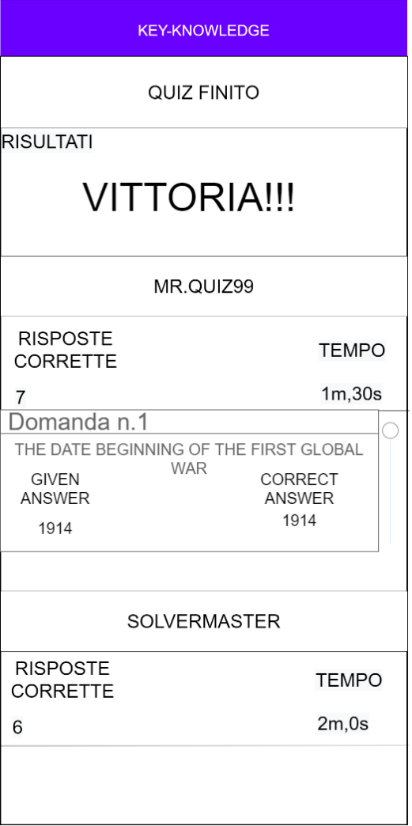 KEY-KNOWLEDGE
QUIZ FINITO
RISULTATI
VITTORIA!!!
MR.QUIZ99
RISPOSTE
CORRETTE
TEMPO
7
1m,30s
Domanda n.1
THE DATE BEGINNING OF THE FIRST GLOBAL
WAR
GIVEN
ANSWER
1914
CORRECT
ANSWER
1914
SOLVERMASTER
RISPOSTE
CORRETTE
TEMPO
6
2m,0s